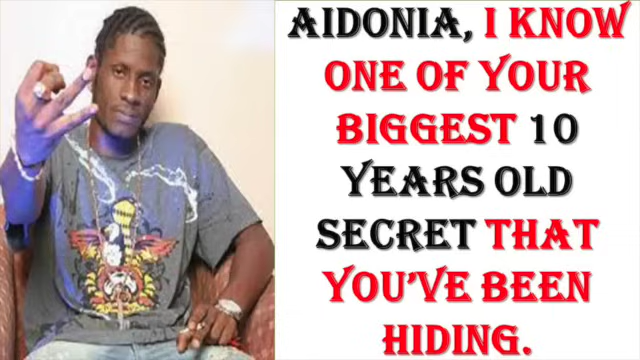 AIDONIA, I KNOW
ONE OF YOUR
BIGGEST 10
YEARS OLD
SECRET THAT
YOU'VE BEEN
HIDING.